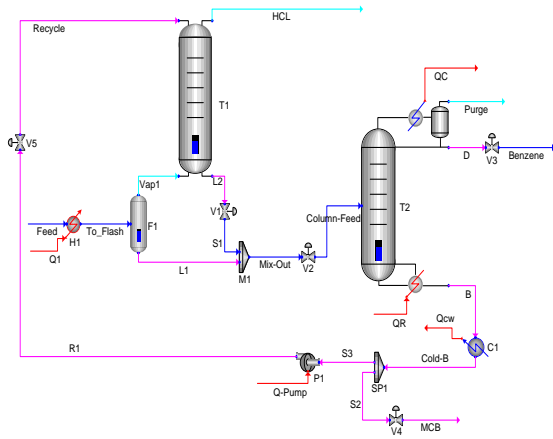 HCL
Recycle
QC
Purge
T1
V5
D
V3
Benzene
Vap1
L2
V1
Column-Feed
T2
Feed
H1
To_Flash
F1
Q1
S1
M1
Mix-Out
V2
L1
B
QR
Qcw
C1
R1
S3
Cold-B
P1
SP1
Q-Pump
S2
V4
MCB